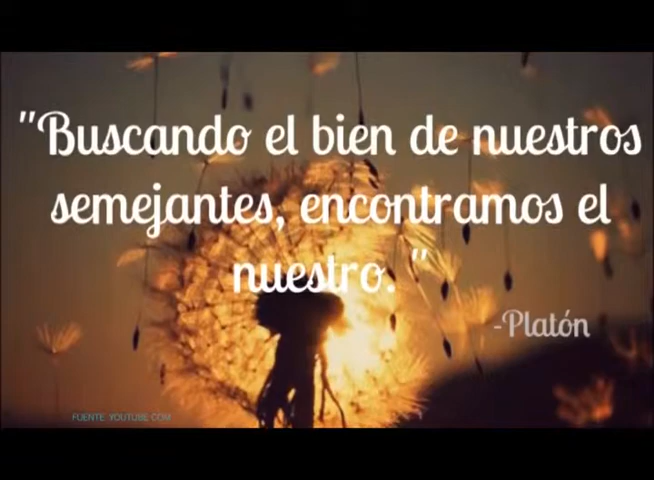 "Buscando el bien de nuestros
semejantes, encontramos el
nuestro. "
-Platón
FUENTE: YOUTUBE.COM